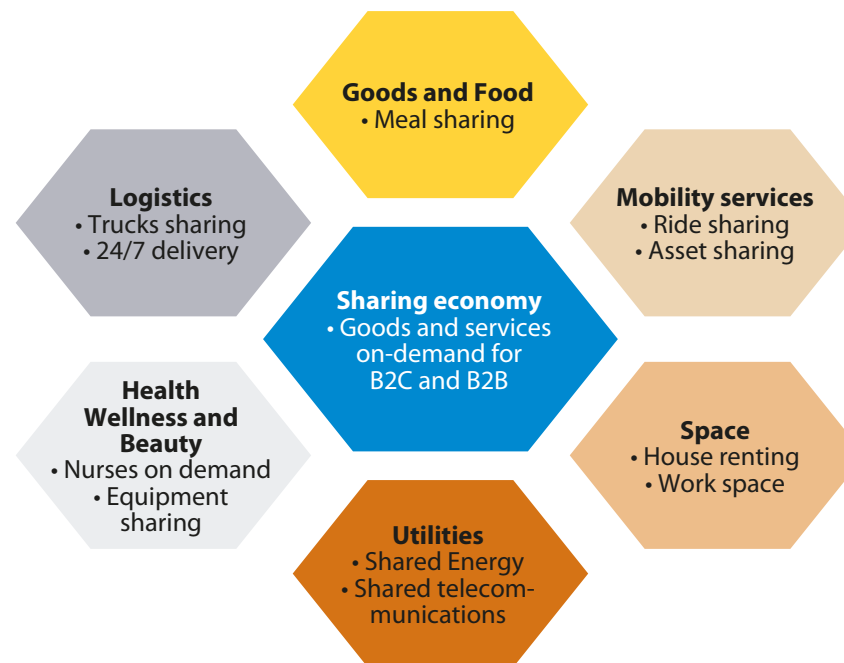 Goods and Food
• Meal sharing
Logistics
• Trucks sharing
• 24/7 delivery
Mobility services
• Ride sharing
• Asset sharing
Sharing economy
• Goods and services
on-demand for
B2C and B2B
Health
Wellness and
Beauty
• Nurses on demand
• Equipment
sharing
Space
• House renting
• Work space
Utilities
• Shared Energy
• Shared telecom-
munications